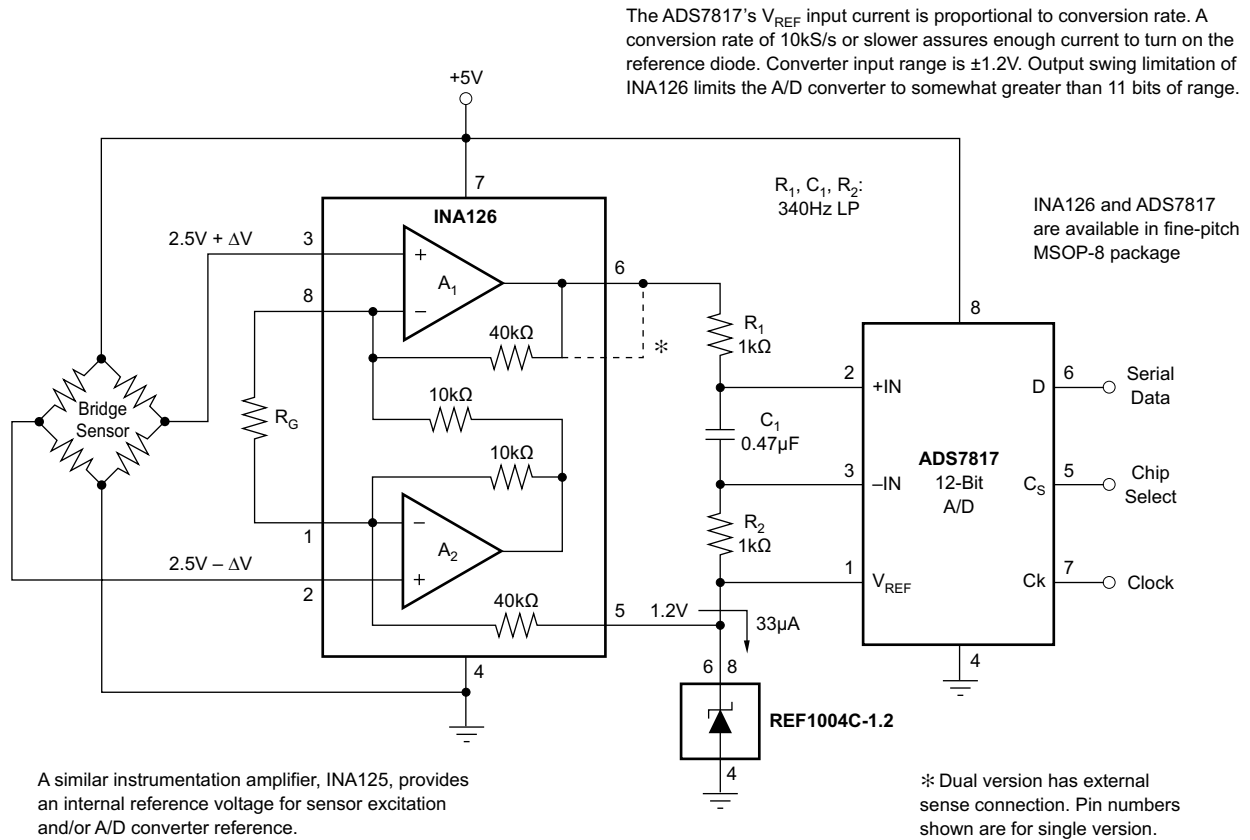 The ADS7817's VREF input current is proportional to conversion rate. A
conversion rate of 10kS/s or slower assures enough current to turn on the
reference diode. Converter input range is ±1.2V. Output swing limitation of
INA126 limits the A/D converter to somewhat greater than 11 bits of range.
+5V
7
INA126
R1, C1, R2:
340Hz LP
INA126 and ADS7817
are available in fine-pitch
MSOP-8 package
2.5V + ΔV
3
+
A1
–
6
8
8
40kΩ
*
R1
1kΩ
2
+IN
D
6
Serial
Data
Bridge
Sensor
RG
10kΩ
C1
0.47µF
10kΩ
ADS7817
12-Bit
A/D
3
–IN
CS
5
Chip
Select
1
–
A2
+
R2
1kΩ
2.5V – ΔV
2
1
VREF
Ck
7
Clock
40kΩ
5
1.2V
33µA
4
4
6 8
REF1004C-1.2
4
A similar instrumentation amplifier, INA125, provides
an internal reference voltage for sensor excitation
and/or A/D converter reference.
* Dual version has external
sense connection. Pin numbers
shown are for single version.